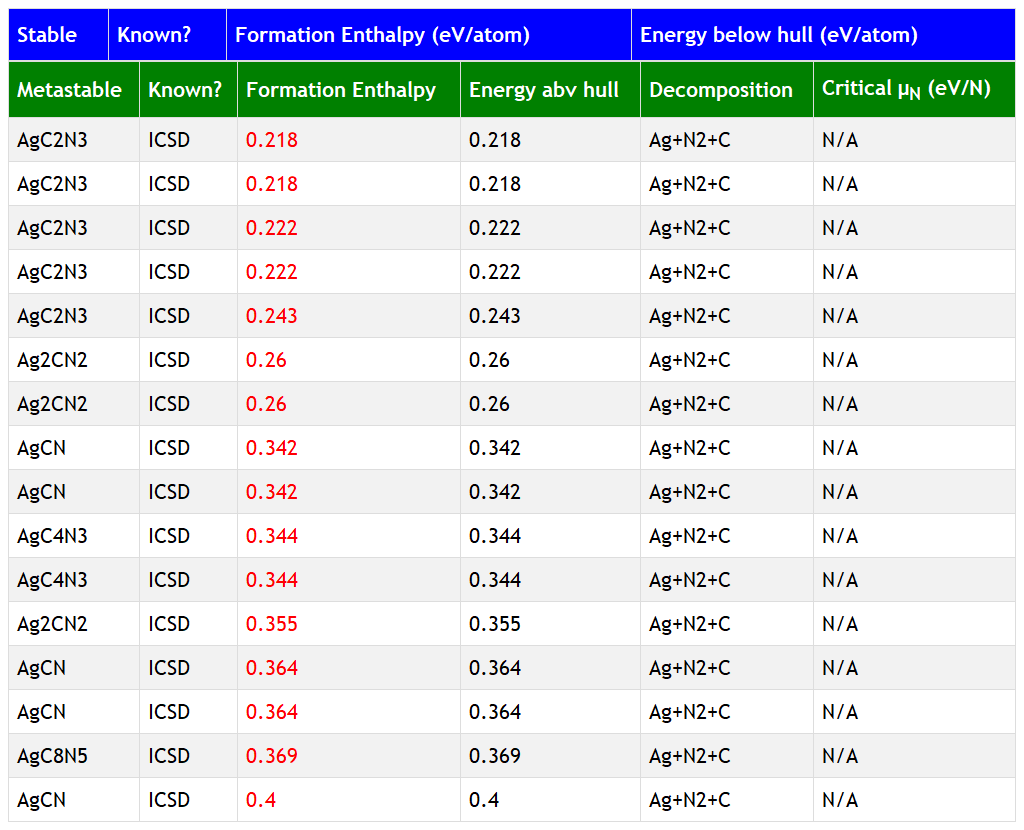 Stable Known? Formation Enthalpy (eV/atom) Energy below hull (eV/atom)
Metastable Known? Formation Enthalpy Energy abv hull Decomposition Critical μN (eV/N)
AgC2N3 ICSD 0.218 0.218 Ag+N2+C N/A
AgC2N3 ICSD 0.218 0.218 Ag+N2+C N/A
AgC2N3 ICSD 0.222 0.222 Ag+N2+C N/A
AgC2N3 ICSD 0.222 0.222 Ag+N2+C N/A
AgC2N3 ICSD 0.243 0.243 Ag+N2+C N/A
Ag2CN2 ICSD 0.26 0.26 Ag+N2+C N/A
Ag2CN2 ICSD 0.26 0.26 Ag+N2+C N/A
AgCN ICSD 0.342 0.342 Ag+N2+C N/A
AgCN ICSD 0.342 0.342 Ag+N2+C N/A
AgC4N3 ICSD 0.344 0.344 Ag+N2+C N/A
AgC4N3 ICSD 0.344 0.344 Ag+N2+C N/A
Ag2CN2 ICSD 0.355 0.355 Ag+N2+C N/A
AgCN ICSD 0.364 0.364 Ag+N2+C N/A
AgCN ICSD 0.364 0.364 Ag+N2+C N/A
AgC8N5 ICSD 0.369 0.369 Ag+N2+C N/A
AgCN ICSD 0.4 0.4 Ag+N2+C N/A